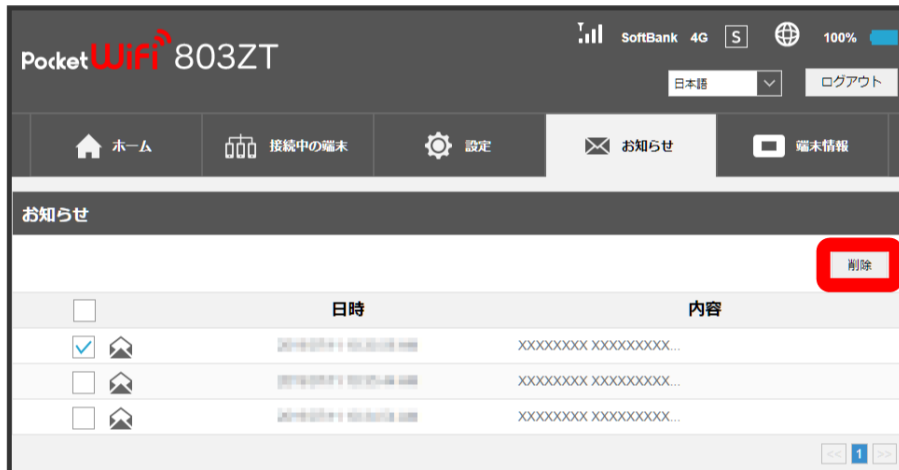 SoftBank 4G S 100%
Pocket WiFi 803ZT
日本語 ログアウト
ホーム 接続中の端末 設定 お知らせ 端末情報
お知らせ
削除
日時 内容
XXXXXXXX XXXXXXXXX...
XXXXXXXX XXXXXXXXX...
XXXXXXXX XXXXXXXXX...
<< 1 >>